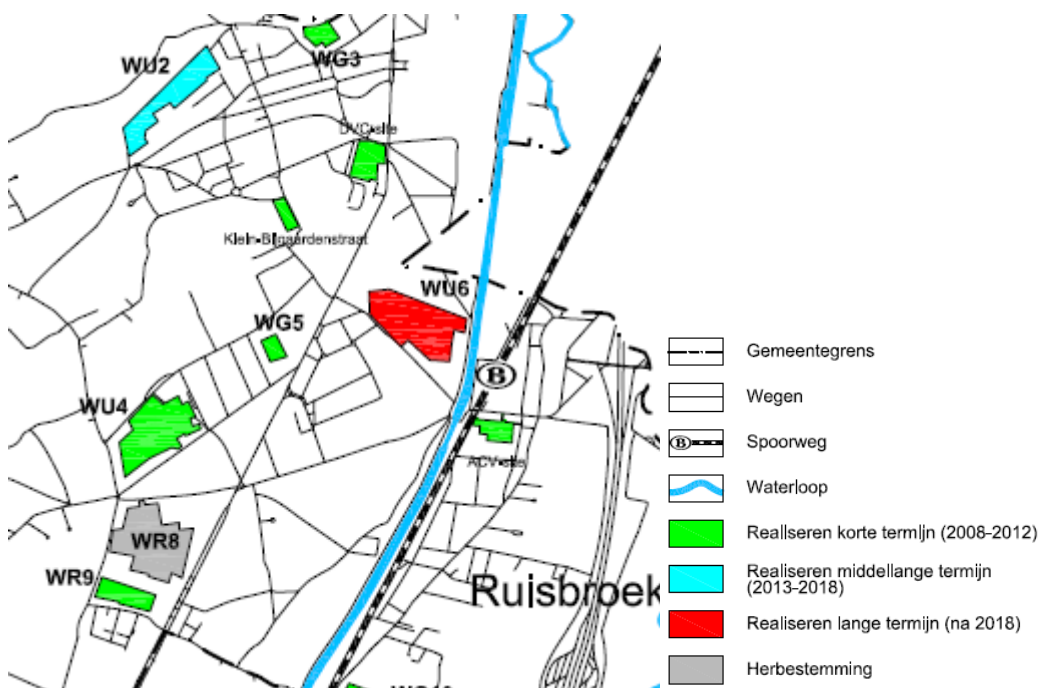 WU2
WG3
DVC-site
Klein-Bijgaardenstraat
WU6
WG5
B
WU4
ACV-site
WR8
WR9
Ruisbroek
Gemeentegrens
Wegen
B
Spoorweg
Waterloop
Realiseren korte termijn (2008-2012)
Realiseren middellange termijn
(2013-2018)
Realiseren lange termijn (na 2018)
Herbestemming